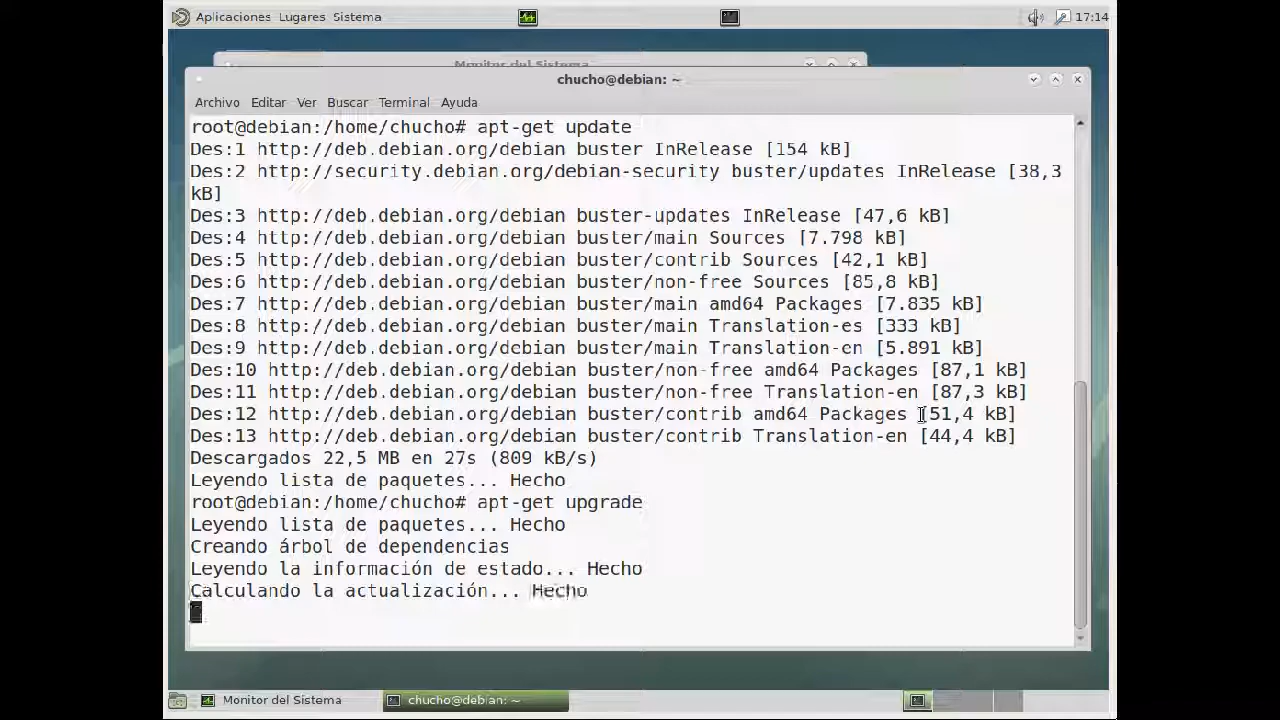 Aplicaciones Lugares Sistema 17:14
Monitor del Sistema
chucho@debian: ~
Archivo Editar Ver Buscar Terminal Ayuda
root@debian:/home/chucho# apt-get update
Des:1 http://deb.debian.org/debian buster InRelease [154 kB]
Des:2 http://security.debian.org/debian-security buster/updates InRelease [38,3
kB]
Des:3 http://deb.debian.org/debian buster-updates InRelease [47,6 kB]
Des:4 http://deb.debian.org/debian buster/main Sources [7.798 kB]
Des:5 http://deb.debian.org/debian buster/contrib Sources [42,1 kB]
Des:6 http://deb.debian.org/debian buster/non-free Sources [85,8 kB]
Des:7 http://deb.debian.org/debian buster/main amd64 Packages [7.835 kB]
Des:8 http://deb.debian.org/debian buster/main Translation-es [333 kB]
Des:9 http://deb.debian.org/debian buster/main Translation-en [5.891 kB]
Des:10 http://deb.debian.org/debian buster/non-free amd64 Packages [87,1 kB]
Des:11 http://deb.debian.org/debian buster/non-free Translation-en [87,3 kB]
Des:12 http://deb.debian.org/debian buster/contrib amd64 Packages [51,4 kB]
Des:13 http://deb.debian.org/debian buster/contrib Translation-en [44,4 kB]
Descargados 22,5 MB en 27s (809 kB/s)
Leyendo lista de paquetes... Hecho
root@debian:/home/chucho# apt-get upgrade
Leyendo lista de paquetes... Hecho
Creando árbol de dependencias
Leyendo la información de estado... Hecho
Calculando la actualización... Hecho
Monitor del Sistema chucho@debian: ~